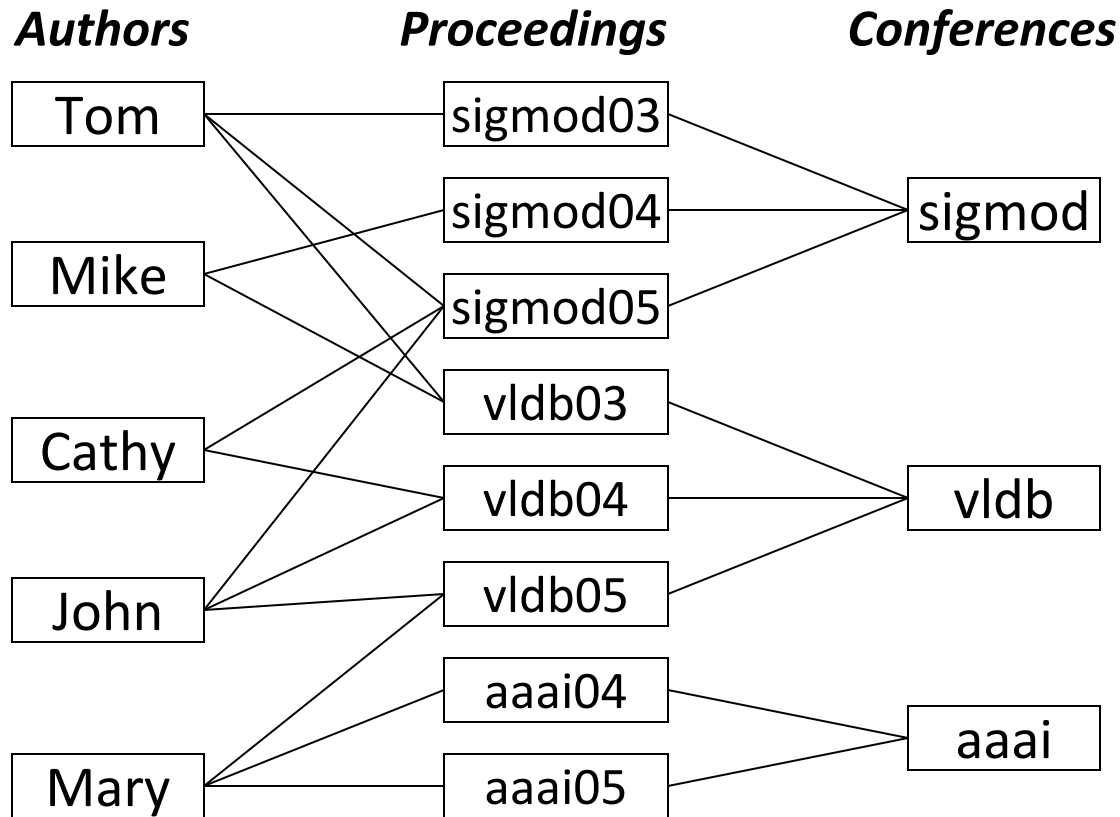 Authors
Proceedings
Conferences
Tom
sigmod03
sigmod04
sigmod
Mike
sigmod05
vldb03
Cathy
vldb04
vldb
John
vldb05
aaai04
aaai
Mary
aaai05